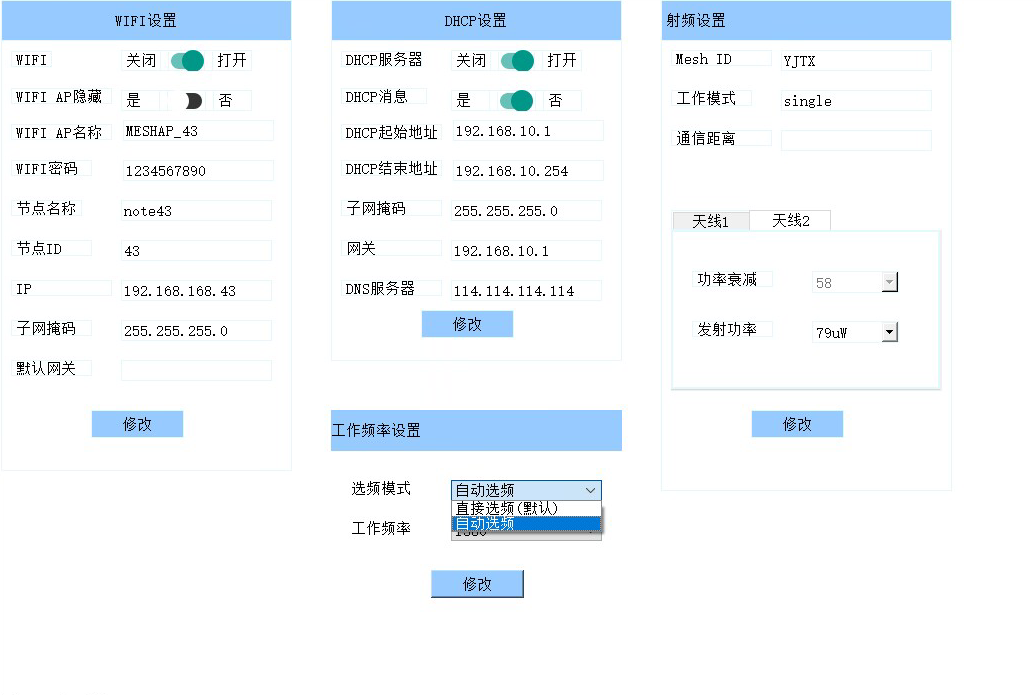 WIFI设置
WIFI 关闭 打开
WIFI AP隐藏 是 否
WIFI AP名称 MESHAP_43
WIFI密码 1234567890
节点名称 note43
节点ID 43
IP 192.168.168.43
子网掩码 255.255.255.0
默认网关
修改
DHCP设置
DHCP服务器 关闭 打开
DHCP消息 是 否
DHCP起始地址 192.168.10.1
DHCP结束地址 192.168.10.254
子网掩码 255.255.255.0
网关 192.168.10.1
DNS服务器 114.114.114.114
修改
工作频率设置
选频模式 自动选频
直接选频(默认)
自动选频
工作频率
修改
射频设置
Mesh ID YJTX
工作模式 single
通信距离
天线1 天线2
功率衰减 58
发射功率 79uW
修改